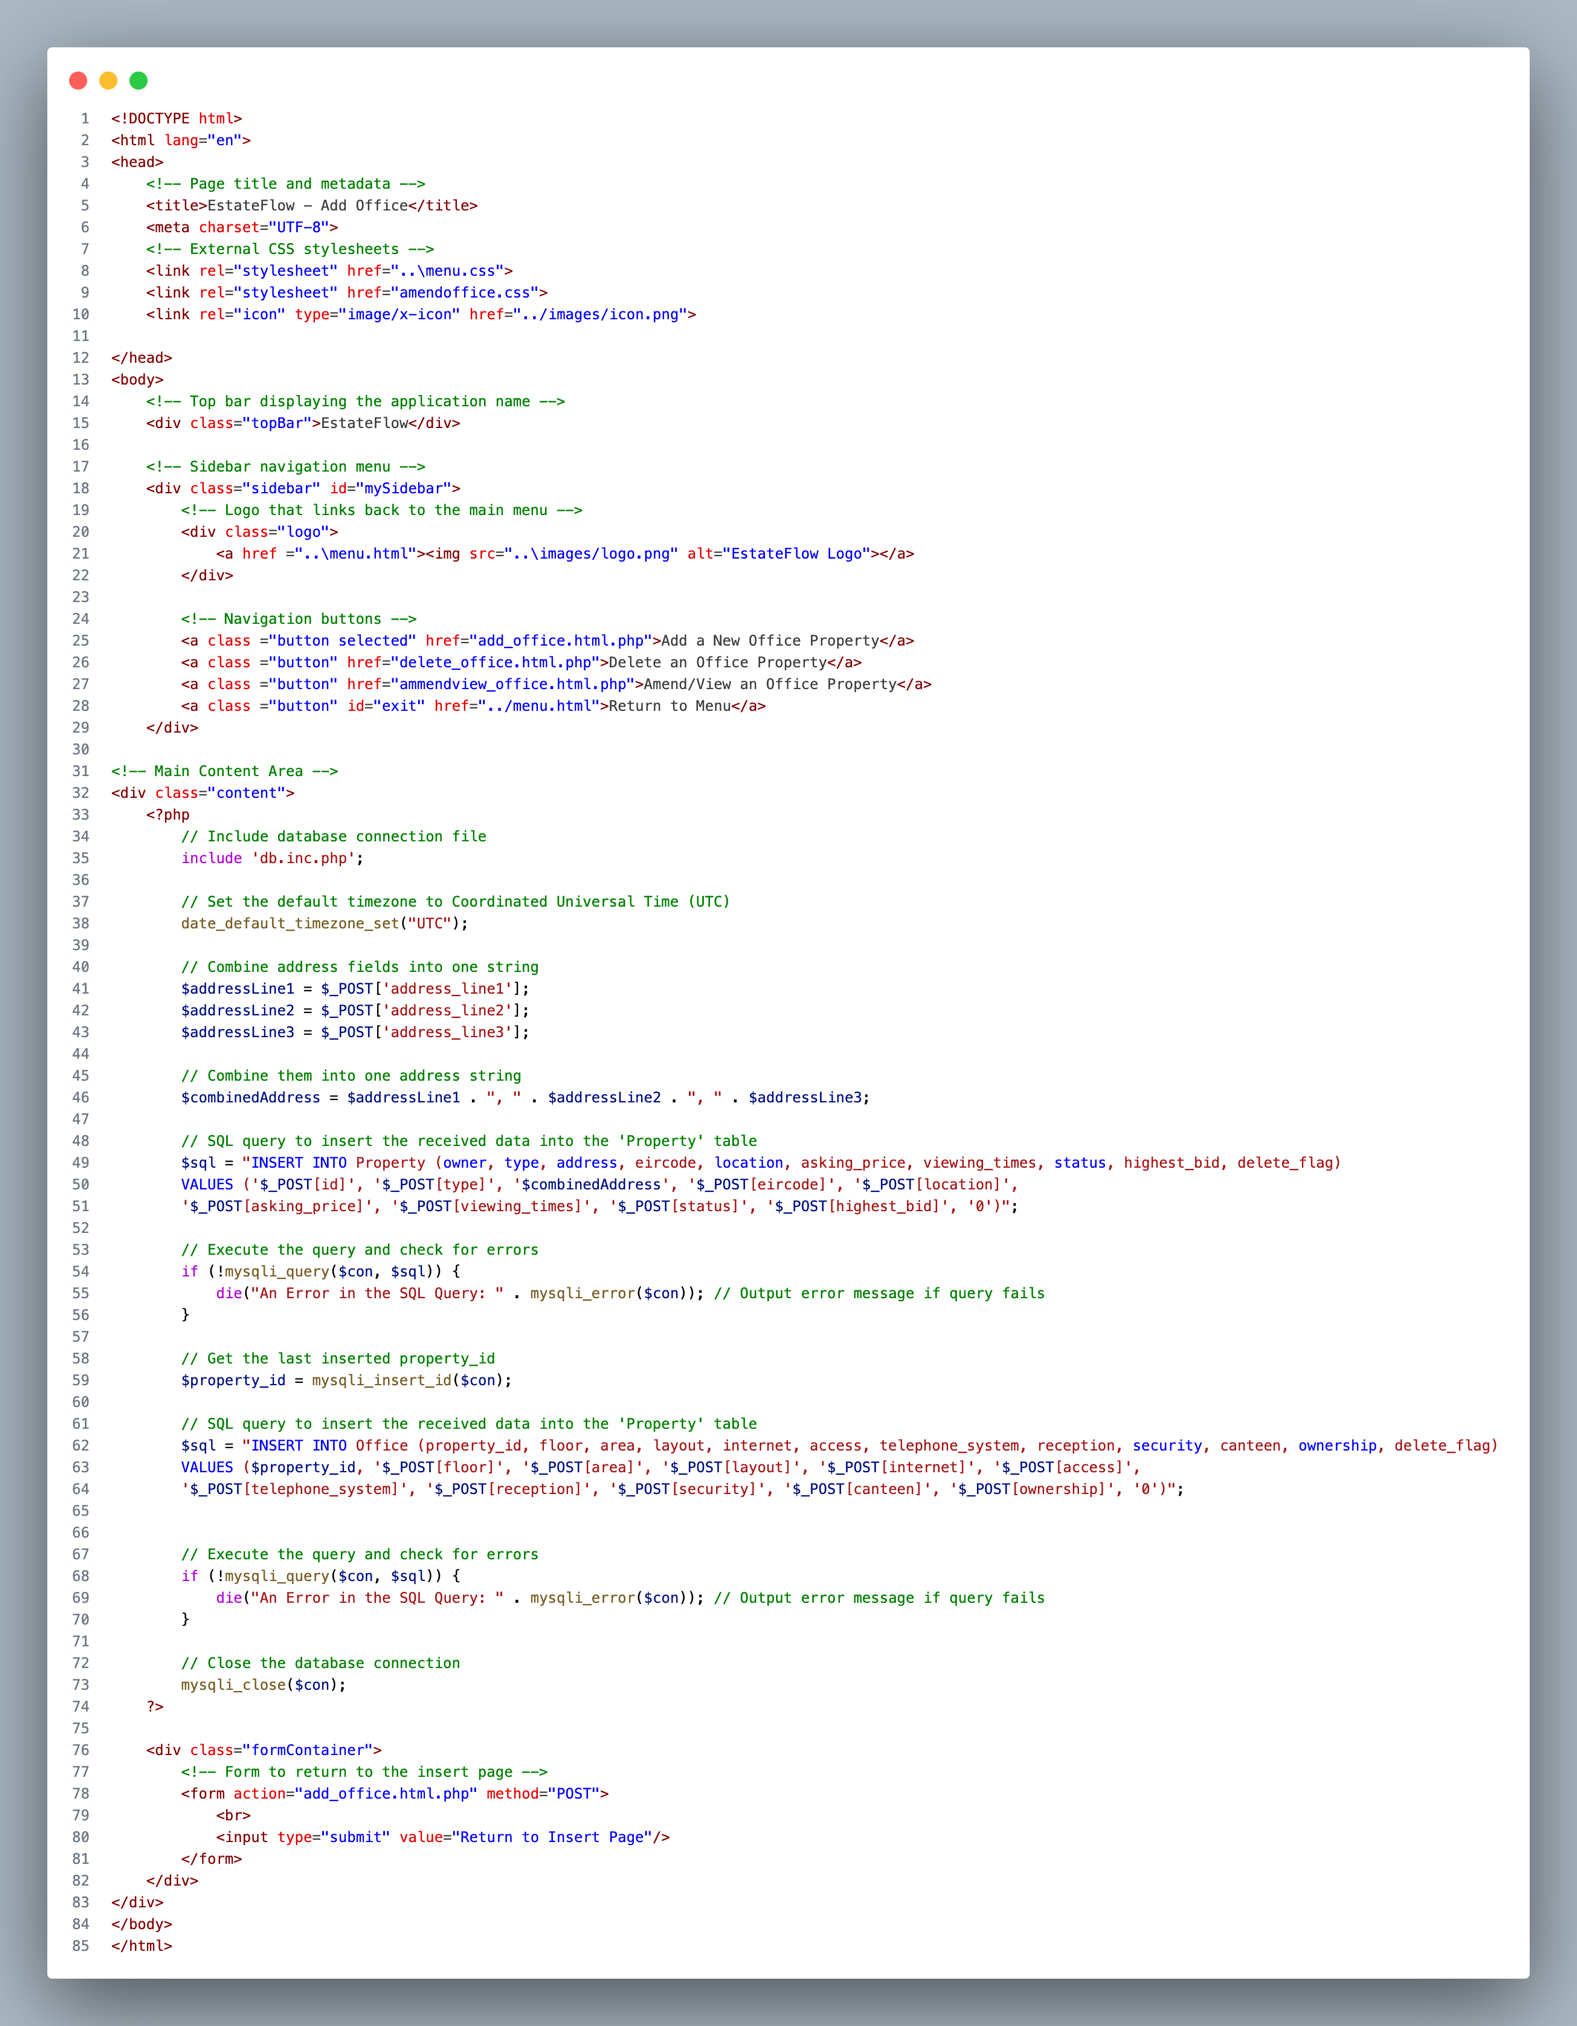 1 <!DOCTYPE html>
2 <html lang="en">
3 <head>
4     <!-- Page title and metadata -->
5     <title>EstateFlow - Add Office</title>
6     <meta charset="UTF-8">
7     <!-- External CSS stylesheets -->
8     <link rel="stylesheet" href="..\menu.css">
9     <link rel="stylesheet" href="amendoffice.css">
10     <link rel="icon" type="image/x-icon" href="../images/icon.png">
11
12 </head>
13 <body>
14     <!-- Top bar displaying the application name -->
15     <div class="topBar">EstateFlow</div>
16
17     <!-- Sidebar navigation menu -->
18     <div class="sidebar" id="mySidebar">
19         <!-- Logo that links back to the main menu -->
20         <div class="logo">
21             <a href ="..\menu.html"><img src="..\images/logo.png" alt="EstateFlow Logo"></a>
22         </div>
23
24         <!-- Navigation buttons -->
25         <a class ="button selected" href="add_office.html.php">Add a New Office Property</a>
26         <a class ="button" href="delete_office.html.php">Delete an Office Property</a>
27         <a class ="button" href="ammendview_office.html.php">Amend/View an Office Property</a>
28         <a class ="button" id="exit" href="../menu.html">Return to Menu</a>
29     </div>
30
31 <!-- Main Content Area -->
32 <div class="content">
33     <?php
34         // Include database connection file
35         include 'db.inc.php';
36
37         // Set the default timezone to Coordinated Universal Time (UTC)
38         date_default_timezone_set("UTC");
39
40         // Combine address fields into one string
41         $addressLine1 = $_POST['address_line1'];
42         $addressLine2 = $_POST['address_line2'];
43         $addressLine3 = $_POST['address_line3'];
44
45         // Combine them into one address string
46         $combinedAddress = $addressLine1 . ", " . $addressLine2 . ", " . $addressLine3;
47
48         // SQL query to insert the received data into the 'Property' table
49         $sql = "INSERT INTO Property (owner, type, address, eircode, location, asking_price, viewing_times, status, highest_bid, delete_flag)
50         VALUES ('$_POST[id]', '$_POST[type]', '$combinedAddress', '$_POST[eircode]', '$_POST[location]',
51         '$_POST[asking_price]', '$_POST[viewing_times]', '$_POST[status]', '$_POST[highest_bid]', '0')";
52
53         // Execute the query and check for errors
54         if (!mysqli_query($con, $sql)) {
55             die("An Error in the SQL Query: " . mysqli_error($con)); // Output error message if query fails
56         }
57
58         // Get the last inserted property_id
59         $property_id = mysqli_insert_id($con);
60
61         // SQL query to insert the received data into the 'Property' table
62         $sql = "INSERT INTO Office (property_id, floor, area, layout, internet, access, telephone_system, reception, security, canteen, ownership, delete_flag)
63         VALUES ($property_id, '$_POST[floor]', '$_POST[area]', '$_POST[layout]', '$_POST[internet]', '$_POST[access]',
64         '$_POST[telephone_system]', '$_POST[reception]', '$_POST[security]', '$_POST[canteen]', '$_POST[ownership]', '0')";
65
66
67         // Execute the query and check for errors
68         if (!mysqli_query($con, $sql)) {
69             die("An Error in the SQL Query: " . mysqli_error($con)); // Output error message if query fails
70         }
71
72         // Close the database connection
73         mysqli_close($con);
74     ?>
75
76     <div class="formContainer">
77         <!-- Form to return to the insert page -->
78         <form action="add_office.html.php" method="POST">
79             <br>
80             <input type="submit" value="Return to Insert Page"/>
81         </form>
82     </div>
83 </div>
84 </body>
85 </html>